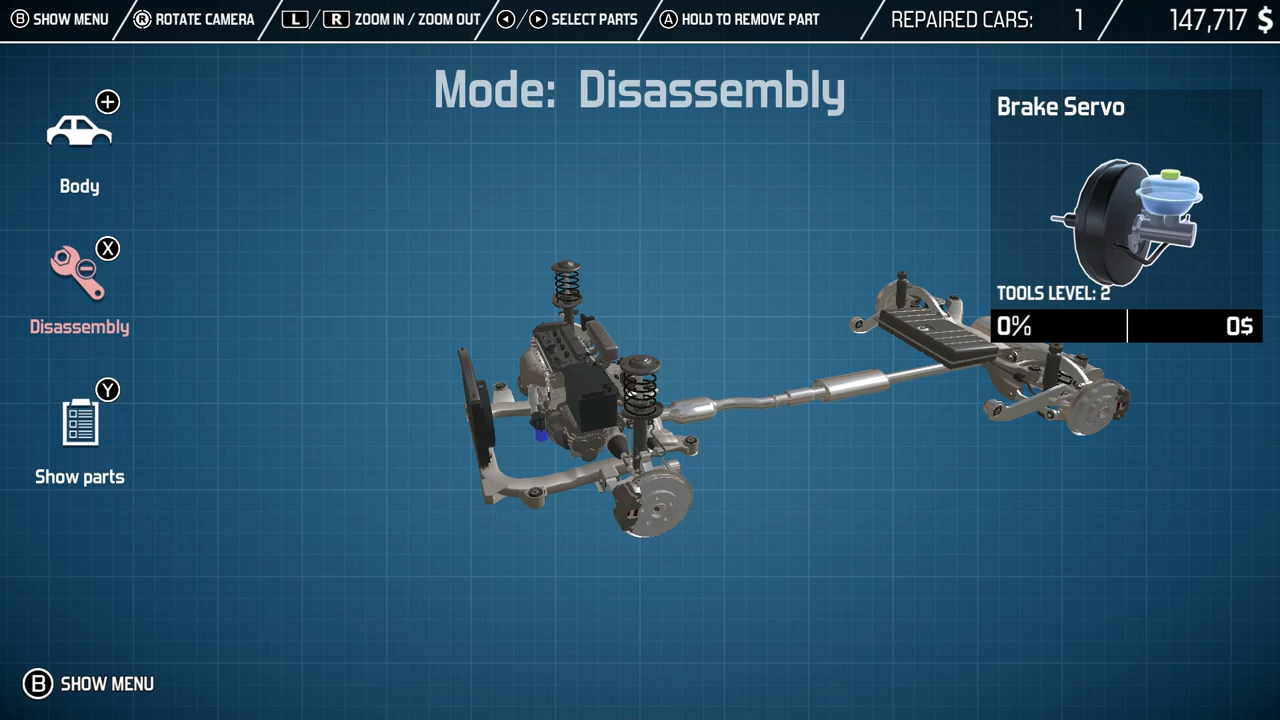 B SHOW MENU
R ROTATE CAMERA
L / R ZOOM IN / ZOOM OUT
/ SELECT PARTS
A HOLD TO REMOVE PART
REPAIRED CARS: 1
147,717 $
Mode: Disassembly
Brake Servo
TOOLS LEVEL: 2
0% 0$
Body
X
Disassembly
Y
Show parts
B SHOW MENU